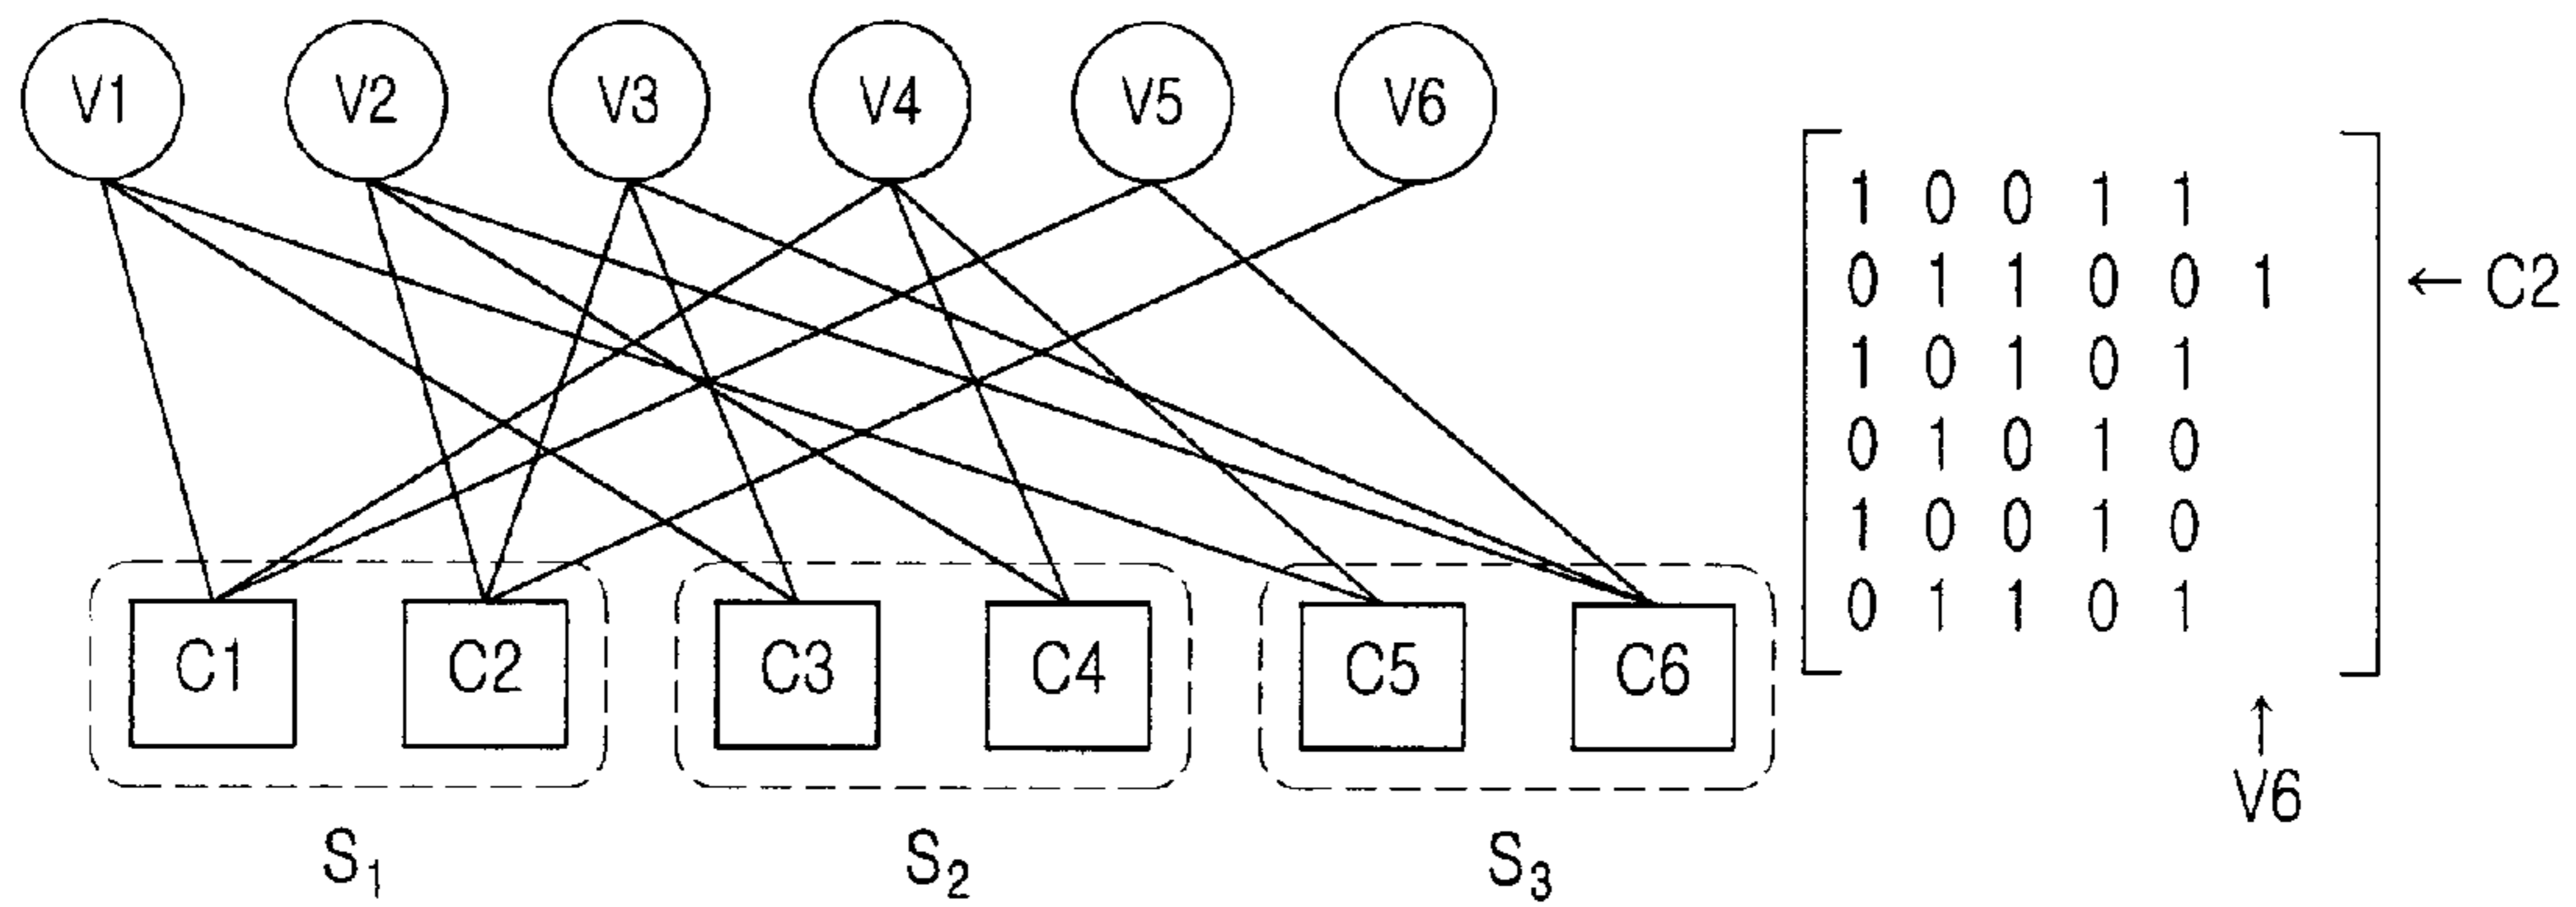 V1 V2 V3 V4 V5 V6
1 0 0 1 1
0 1 1 0 0 1 ← C2
1 0 1 0 1
0 1 0 1 0
1 0 0 1 0
0 1 1 0 1
↑
V6
C1 C2 C3 C4 C5 C6
S₁ S₂ S₃